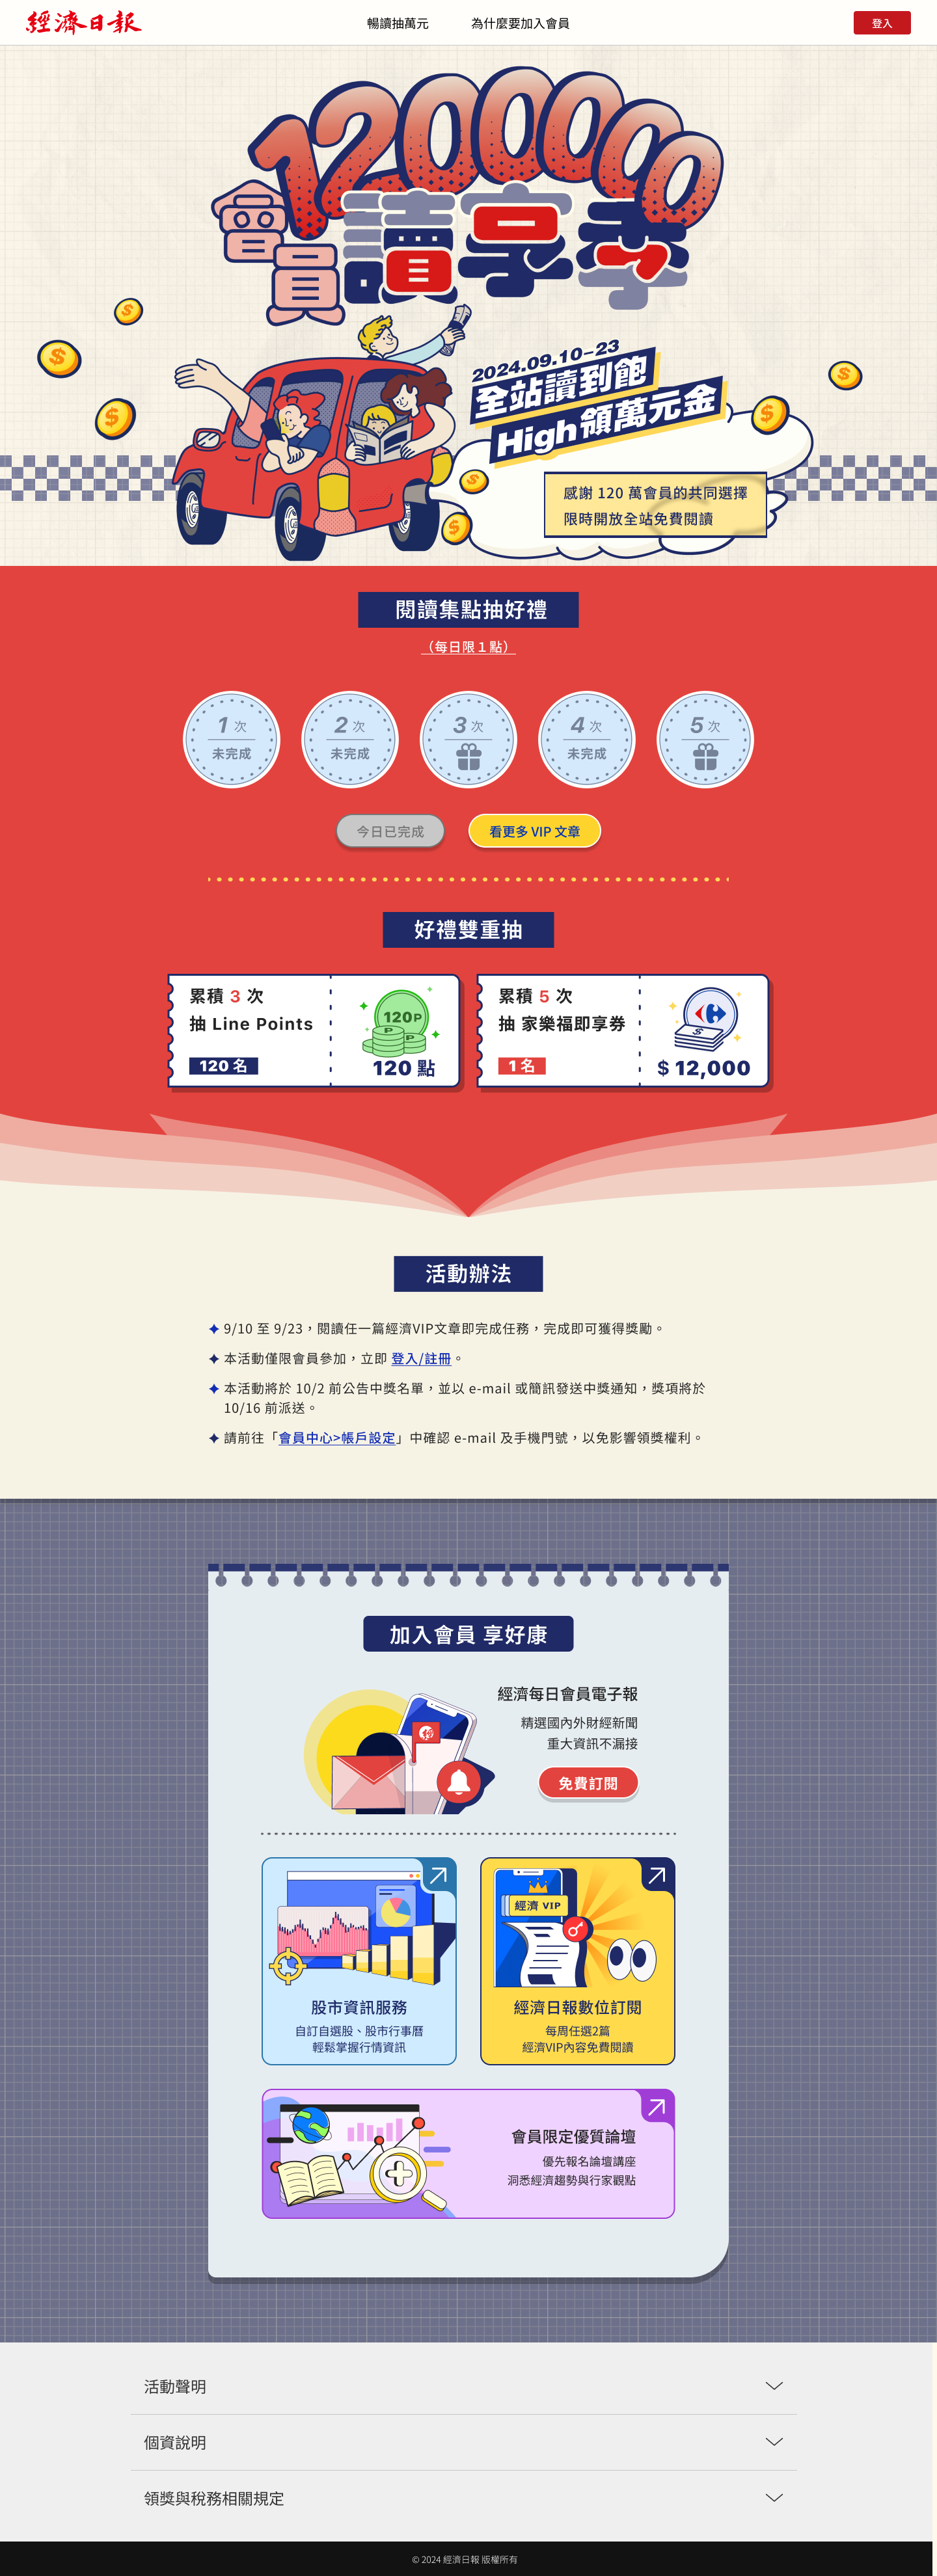 經濟日報
暢讀抽萬元
為什麼要加入會員
登入
1200000
會員讀享季
2024.09.10-23
全站讀到飽
High領萬元金
感謝 120 萬會員的共同選擇
限時開放全站免費閱讀
閱讀集點抽好禮
（每日限 1 點）
1 次
未完成
2 次
未完成
3 次
4 次
未完成
5 次
今日已完成
看更多 VIP 文章
好禮雙重抽
累積 3 次
抽 Line Points
120 名
120P
P
P
120 點
累積 5 次
抽 家樂福即享券
1 名
$
$ 12,000
活動辦法
9/10 至 9/23，閱讀任一篇經濟VIP文章即完成任務，完成即可獲得獎勵。
本活動僅限會員參加，立即 登入/註冊。
本活動將於 10/2 前公告中獎名單，並以 e-mail 或簡訊發送中獎通知，獎項將於
10/16 前派送。
請前往「會員中心>帳戶設定」中確認 e-mail 及手機門號，以免影響領獎權利。
加入會員 享好康
經濟每日會員電子報
精選國內外財經新聞
重大資訊不漏接
免費訂閱
股市資訊服務
自訂自選股、股市行事曆
輕鬆掌握行情資訊
經濟 VIP
經濟日報數位訂閱
每周任選2篇
經濟VIP內容免費閱讀
會員限定優質論壇
優先報名論壇講座
洞悉經濟趨勢與行家觀點
活動聲明
個資說明
領獎與稅務相關規定
© 2024 經濟日報 版權所有